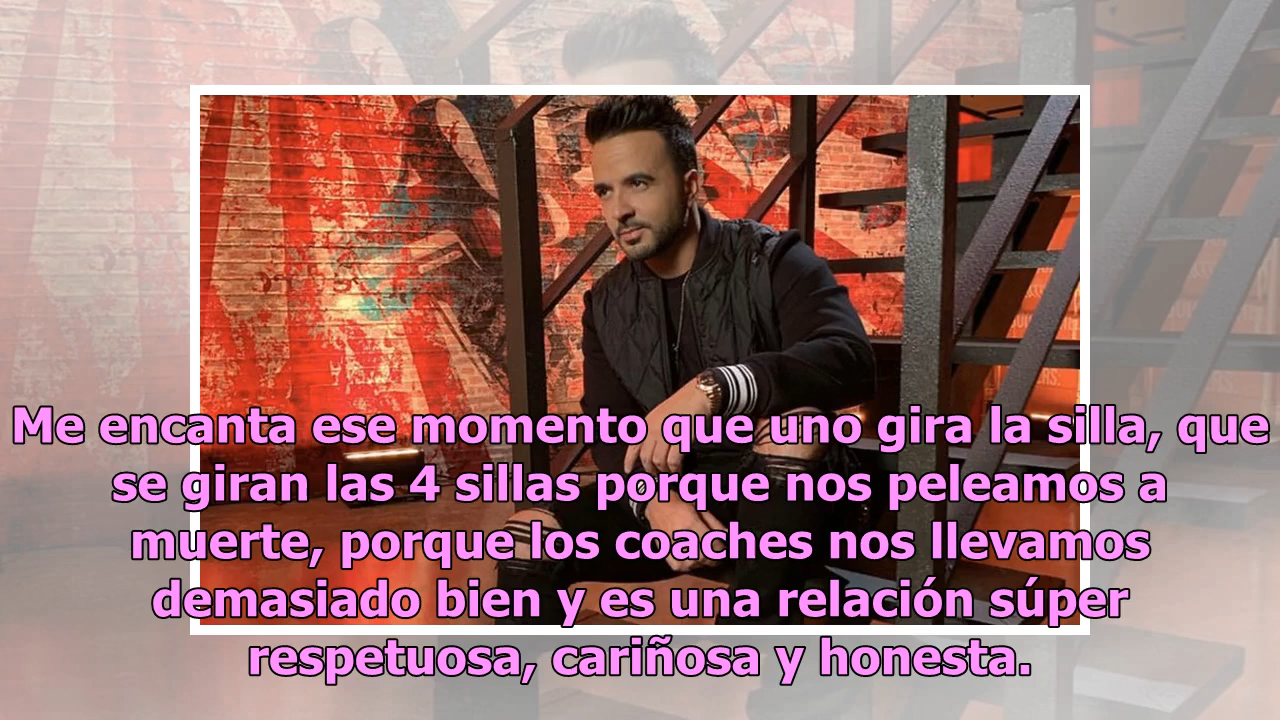 Me encanta ese momento que uno gira la silla, que
se giran las 4 sillas porque nos peleamos a
muerte, porque los coaches nos llevamos
demasiado bien y es una relación súper
respetuosa, cariñosa y honesta.